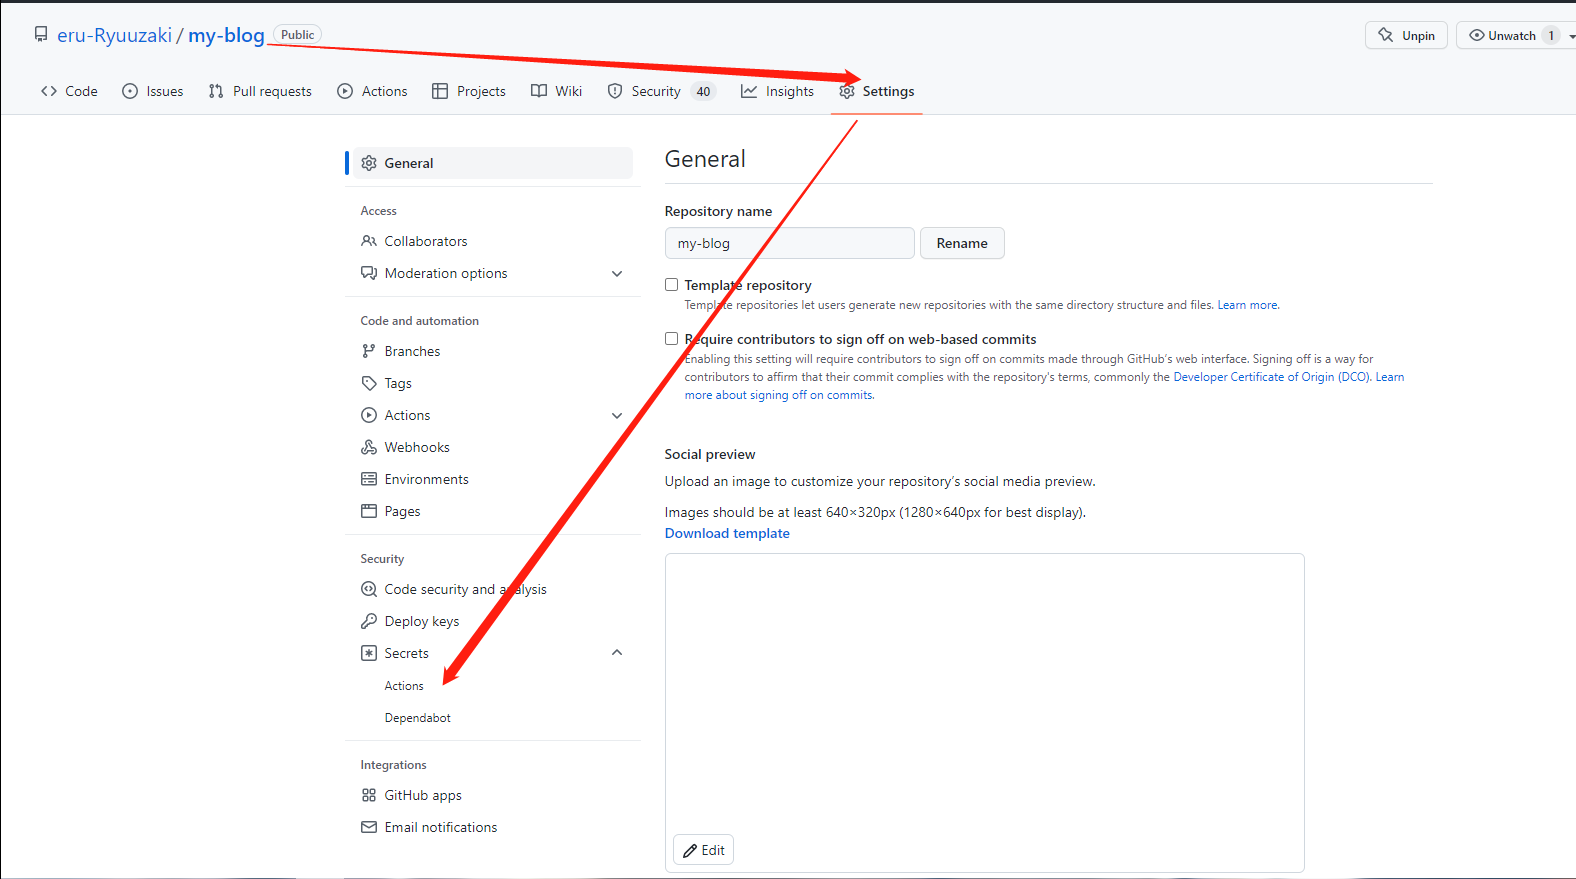 eru-Ryuuzaki / my-blog Public
Unpin
Unwatch 1
Code Issues Pull requests Actions Projects Wiki Security 40 Insights Settings
General
Access
Collaborators
Moderation options
Code and automation
Branches
Tags
Actions
Webhooks
Environments
Pages
Security
Code security and analysis
Deploy keys
Secrets
Actions
Dependabot
Integrations
GitHub apps
Email notifications
General
Repository name
my-blog
Rename
Template repository
Template repositories let users generate new repositories with the same directory structure and files. Learn more.
Require contributors to sign off on web-based commits
Enabling this setting will require contributors to sign off on commits made through GitHub's web interface. Signing off is a way for
contributors to affirm that their commit complies with the repository's terms, commonly the Developer Certificate of Origin (DCO). Learn
more about signing off on commits.
Social preview
Upload an image to customize your repository's social media preview.
Images should be at least 640×320px (1280×640px for best display).
Download template
Edit